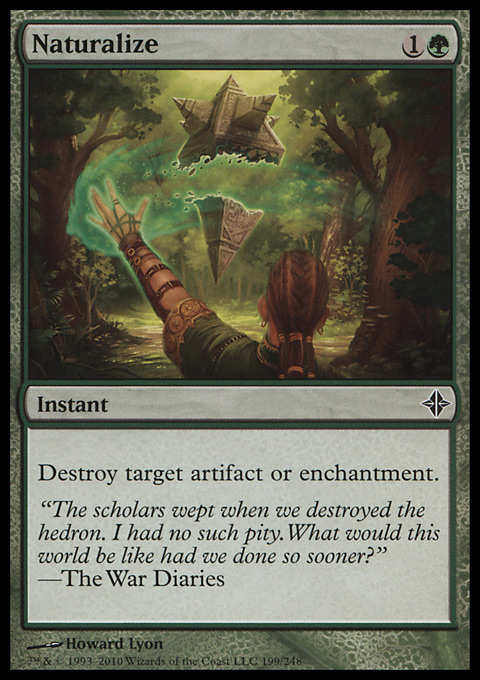 Naturalize 1
Instant
Destroy target artifact or enchantment.
“The scholars wept when we destroyed the
hedron. I had no such pity. What would this
world be like had we done so sooner?”
—The War Diaries
Howard Lyon
™ & © 1993–2010 Wizards of the Coast LLC 199/248